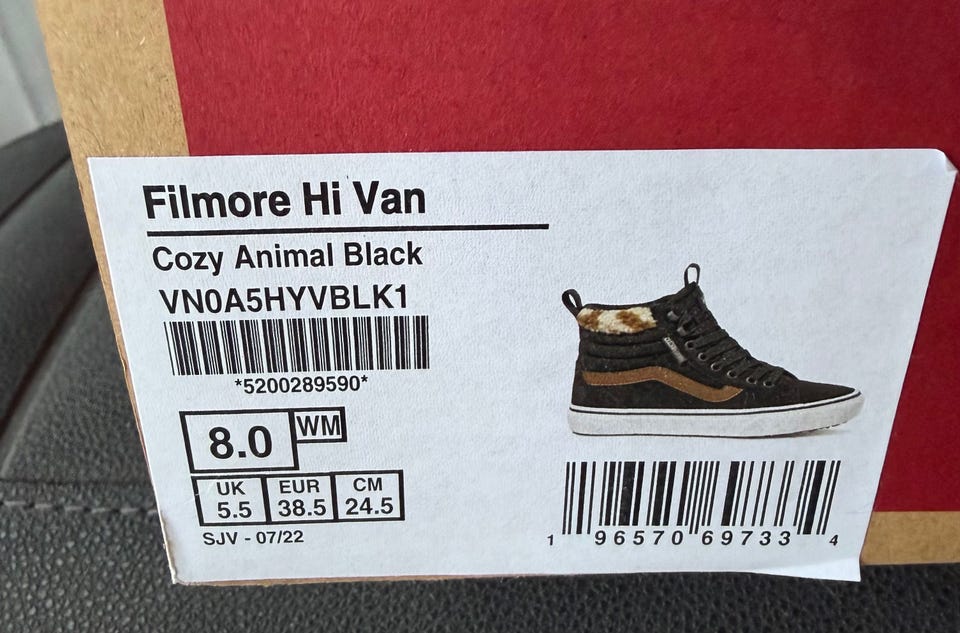 Filmore Hi Van
Cozy Animal Black
VN0A5HYVBLK1
*5200289590*
8.0 WM
UK EUR CM
5.5 38.5 24.5
SJV - 07/22
1 96570 69733 4